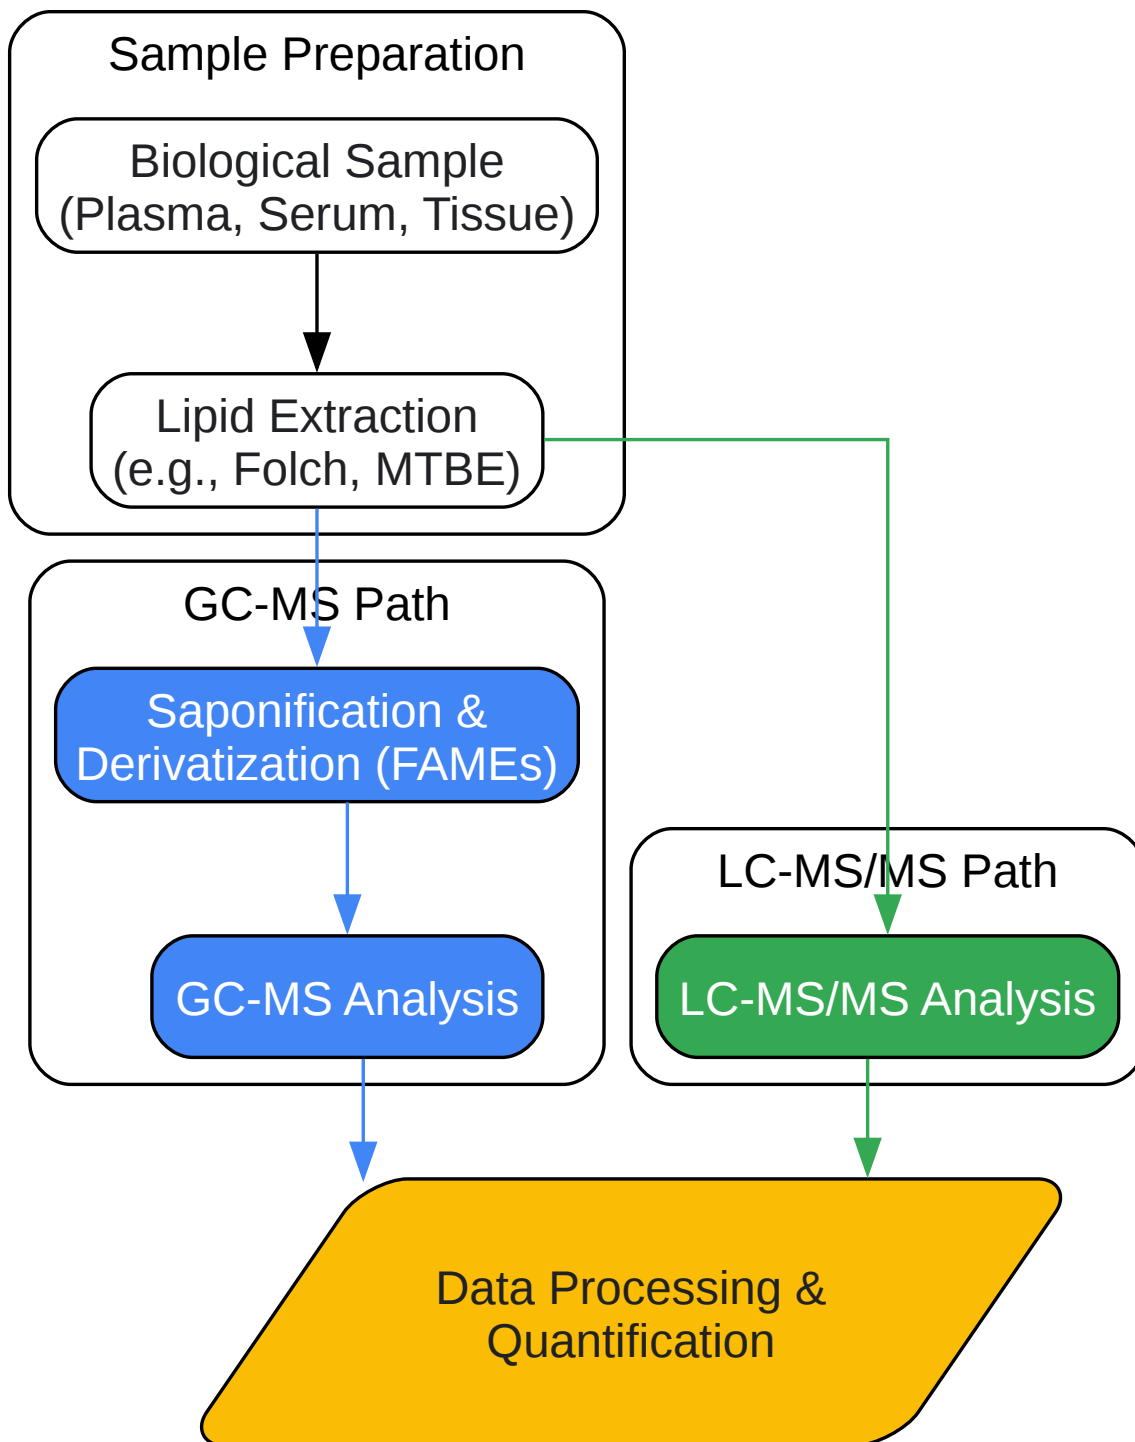 Sample Preparation
Biological Sample
(Plasma, Serum, Tissue)
Lipid Extraction
(e.g., Folch, MTBE)
GC-MS Path
Saponification &
Derivatization (FAMEs)
GC-MS Analysis
LC-MS/MS Path
LC-MS/MS Analysis
Data Processing &
Quantification